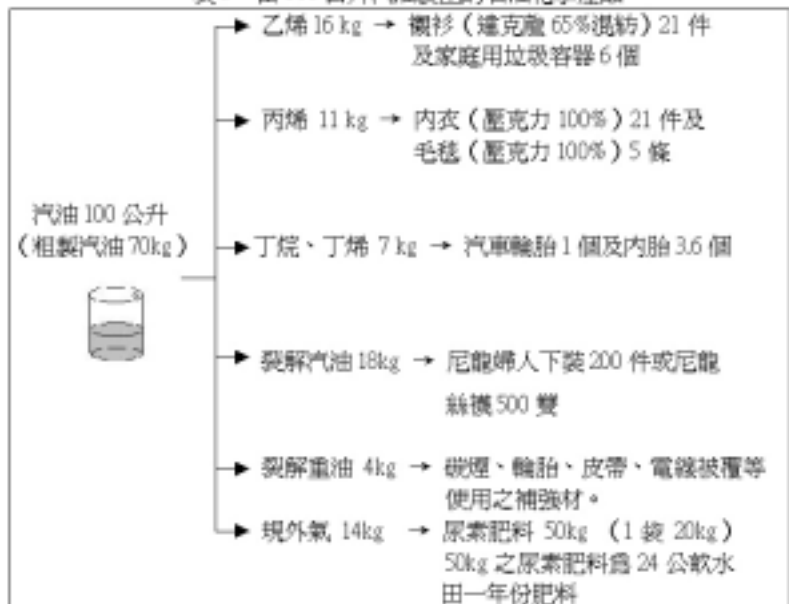 乙烯 16 kg → 襯衫（達克龍 65%混紡）21 件
及家庭用垃圾容器 6 個
丙烯 11 kg → 內衣（壓克力 100%）21 件及
毛毯（壓克力 100%）5 條
汽油 100 公升
（粗製汽油 70kg）
丁烷、丁烯 7 kg → 汽車輪胎 1 個及內胎 3.6 個
裂解汽油 18kg → 尼龍婦人下裝 200 件或尼龍
絲襪 500 雙
裂解重油 4kg → 碳煙、輪胎、皮帶、電纜被覆等
使用之補強材。
現外氣 14kg → 尿素肥料 50kg （1 袋 20kg）
50kg 之尿素肥料為 24 公畝水
田一年份肥料